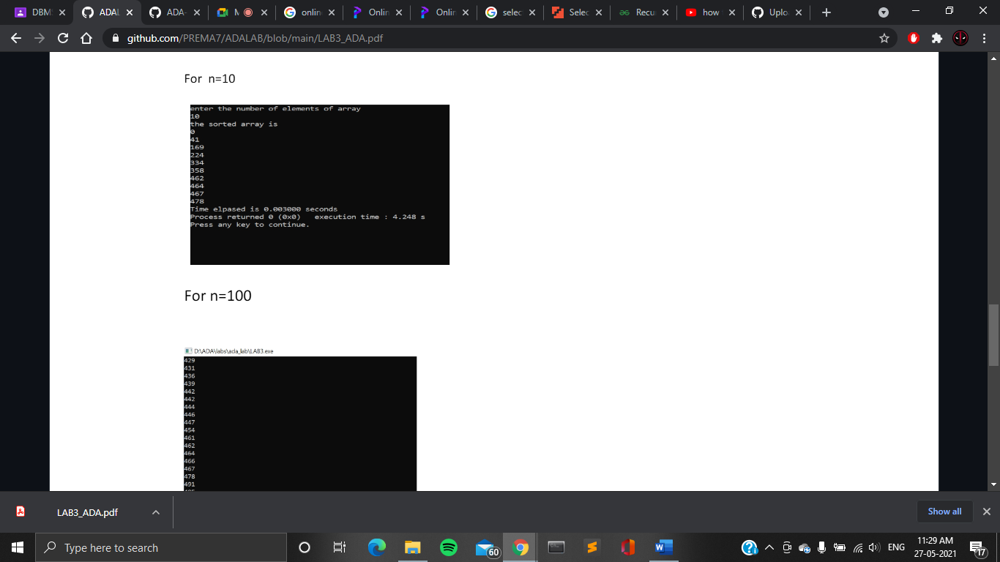 DBM
ADAL
ADA-
M
onlin
Onlin
Onlin
selec
Selec
Recu
how
Uplo
github.com/PREMA7/ADALAB/blob/main/LAB3_ADA.pdf
For n=10
enter the number of elements of array
10
the sorted array is
0
41
169
224
334
358
462
464
467
478
Time elpased is 0.003000 seconds
Process returned 0 (0x0) execution time : 4.248 s
Press any key to continue.
For n=100
D:\ADA\labs\ada_lab\LAB3.exe
429
431
436
439
442
442
444
446
447
454
461
462
464
466
467
478
491
LAB3_ADA.pdf
Show all
Type here to search
60
ENG
11:29 AM
27-05-2021
17